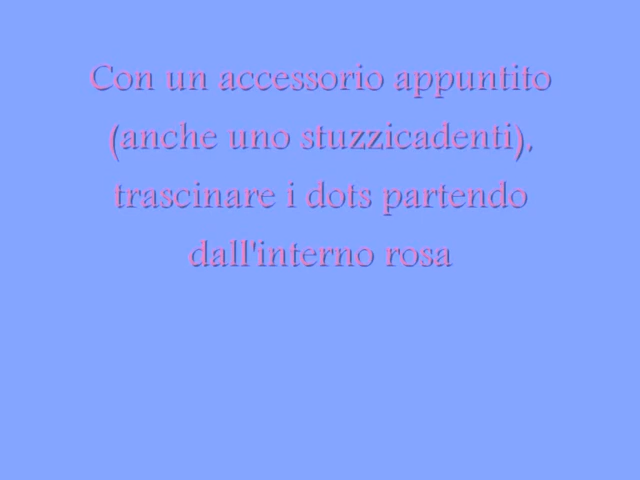 Con un accessorio appuntito
(anche uno stuzzicadenti),
trascinare i dots partendo
dall'interno rosa